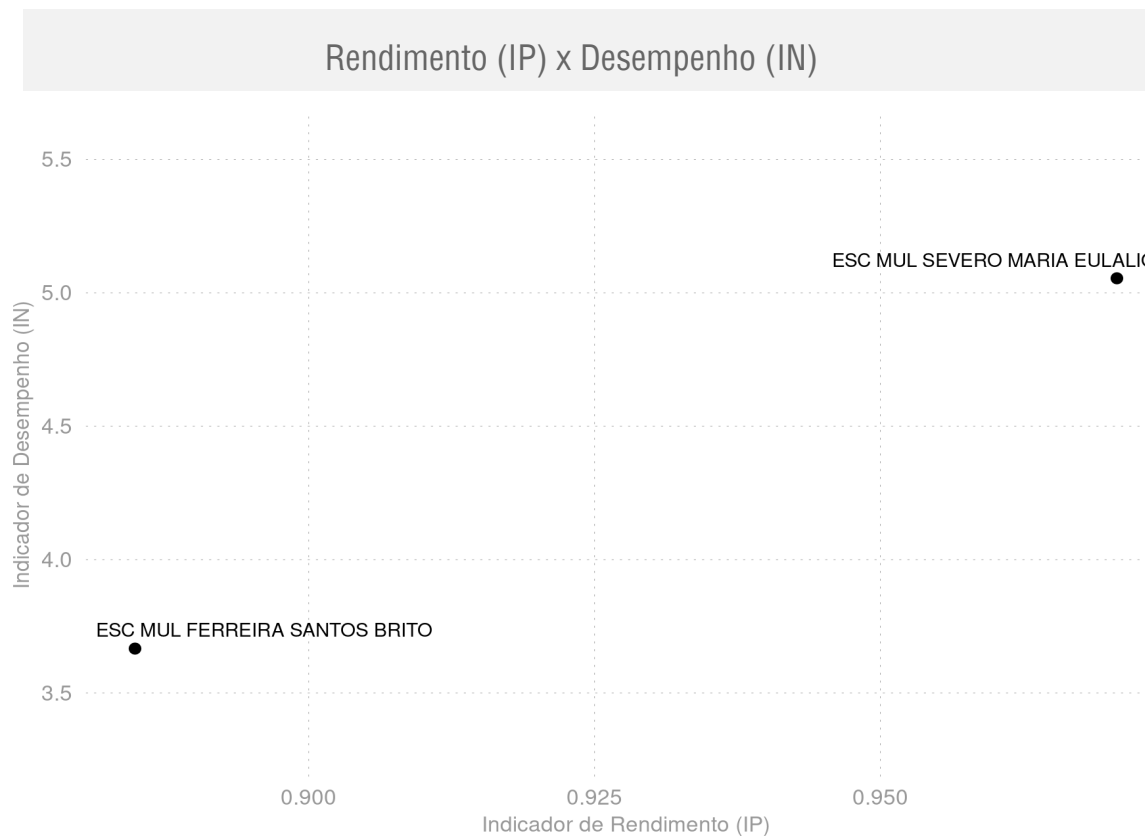 Rendimento (IP) x Desempenho (IN)
5.5
ESC MUL SEVERO MARIA EULALIO
5.0
Indicador de Desempenho (IN)
4.5
4.0
ESC MUL FERREIRA SANTOS BRITO
3.5
0.900 0.925 0.950
Indicador de Rendimento (IP)